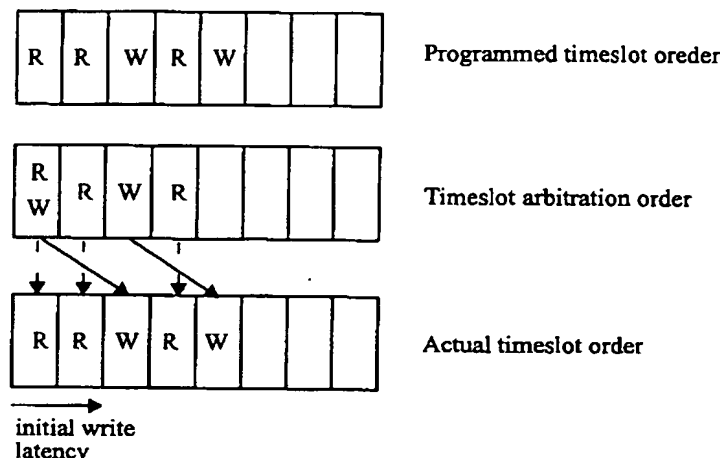 R R W R W Programmed timeslot oreder
R
W R W R Timeslot arbitration order
R R W R W Actual timeslot order
initial write
latency